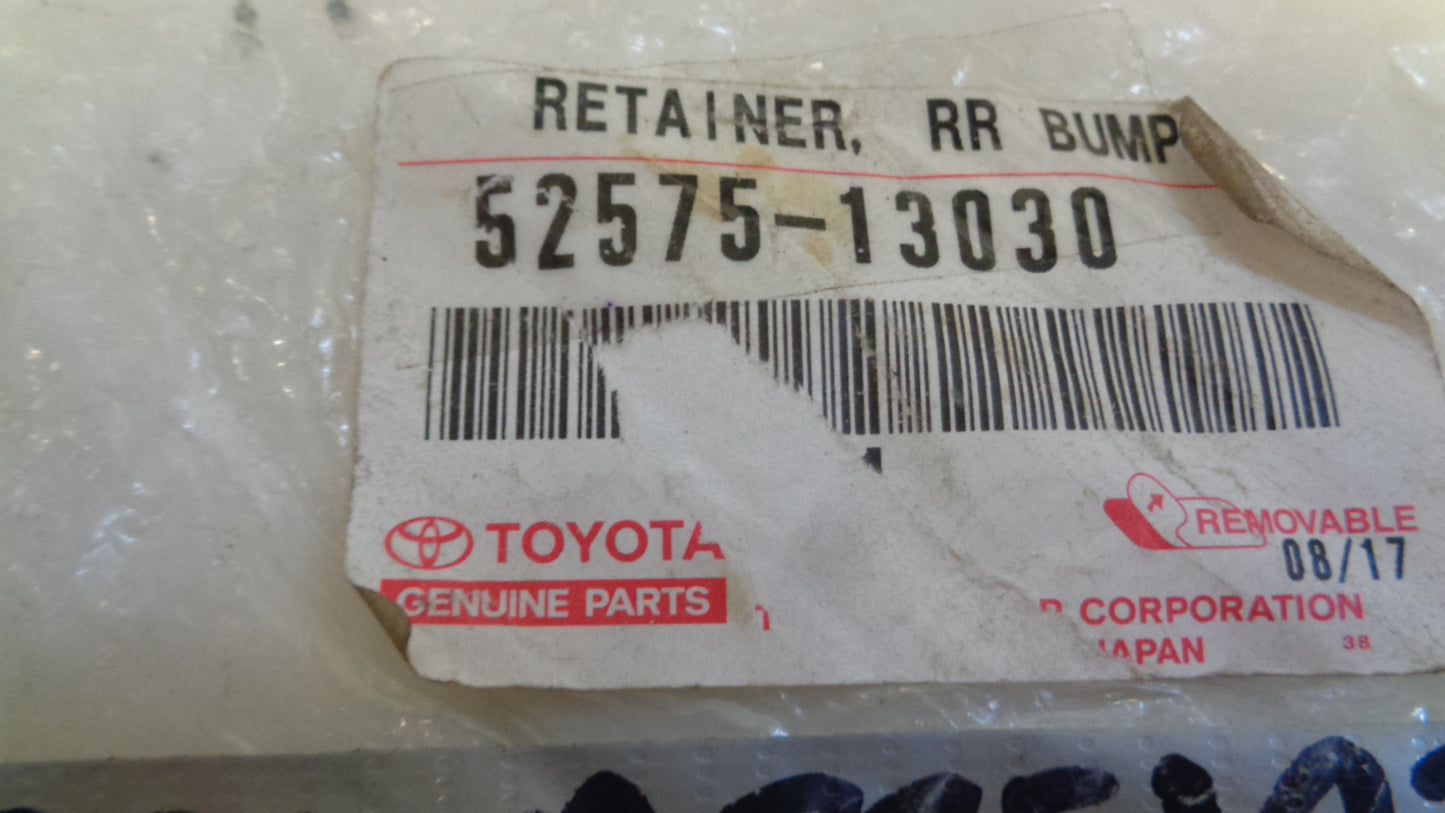 RETAINER, RR BUMP
52575-13030
TOYOTA
GENUINE PARTS
REMOVABLE
08/17
CORPORATION
JAPAN
38